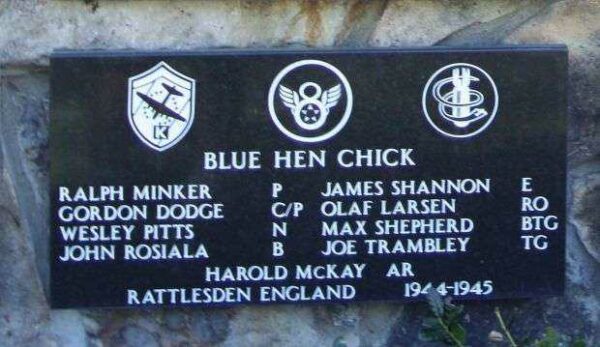 K
8
BLUE HEN CHICK
RALPH MINKER P JAMES SHANNON E
GORDON DODGE C/P OLAF LARSEN RO
WESLEY PITTS N MAX SHEPHERD BTG
JOHN ROSIALA B JOE TRAMBLEY TG
HAROLD McKAY AR
RATTLESDEN ENGLAND 1944-1945